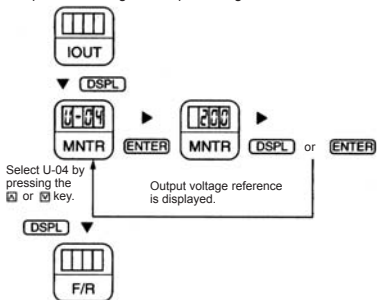 IOUT
▼ DSPL
U-04 ▶ 200 ▶
MNTR ENTER MNTR DSPL or ENTER
Select U-04 by
pressing the
∧ or ∨ key.
Output voltage reference
is displayed.
DSPL ▼
F/R